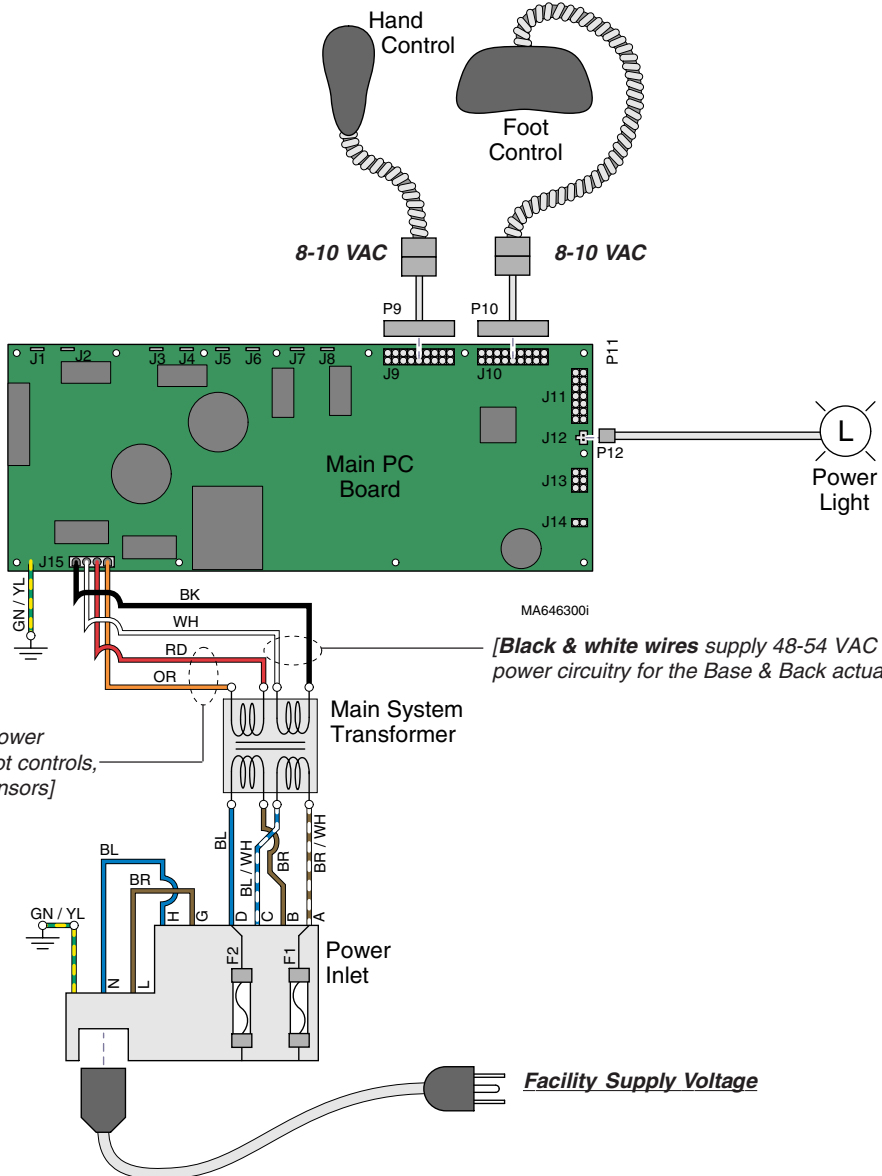 Hand
Control
Foot
Control
8-10 VAC
8-10 VAC
P9
P10
P11
J1
J2
J3
J4
J5
J6
J7
J8
J9
J10
J11
J12
P12
L
Power
Light
Main PC
Board
J13
J14
J15
GN / YL
BK
WH
RD
OR
MA646300i
[Black & white wires supply 48-54 VAC
power circuitry for the Base & Back
Main System
Transformer
ot controls,
BL
BL / WH
BR
BR / WH
BL
BR
GN / YL
H
G
D
C
B
A
N
L
F2
F1
Power
Inlet
Facility Supply Voltage